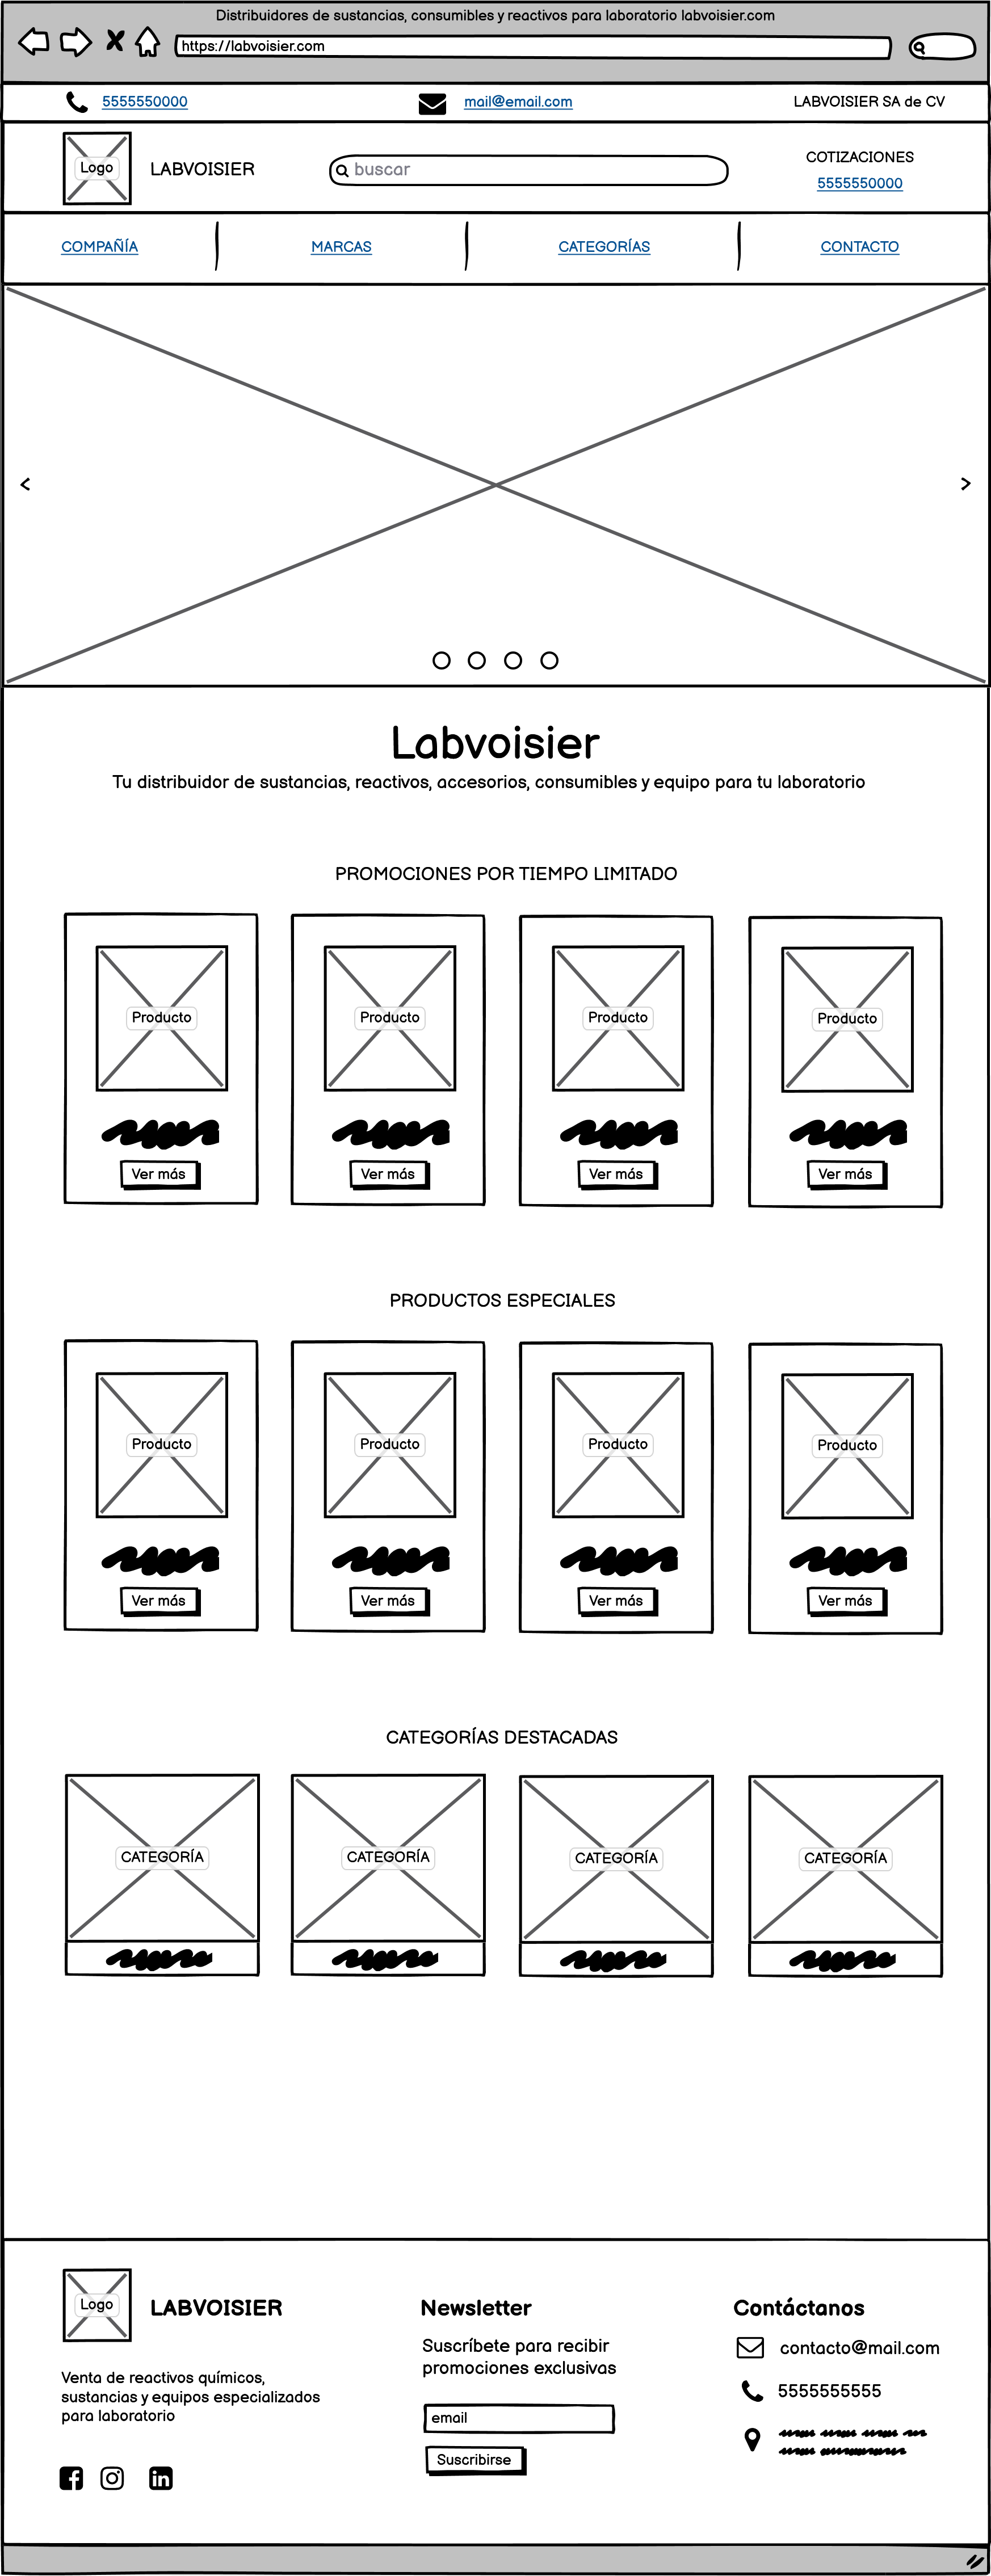 Distribuidores de sustancias, consumibles y reactivos para laboratorio labvoisier.com
https://labvoisier.com
5555550000 mail@email.com LABVOISIER SA de CV
Logo LABVOISIER buscar COTIZACIONES
5555550000
COMPAÑÍA MARCAS CATEGORÍAS CONTACTO
< >
Labvoisier
Tu distribuidor de sustancias, reactivos, accesorios, consumibles y equipo para tu laboratorio
PROMOCIONES POR TIEMPO LIMITADO
Producto Producto Producto Producto
Ver más Ver más Ver más Ver más
PRODUCTOS ESPECIALES
Producto Producto Producto Producto
Ver más Ver más Ver más Ver más
CATEGORÍAS DESTACADAS
CATEGORÍA CATEGORÍA CATEGORÍA CATEGORÍA
Logo LABVOISIER
Venta de reactivos químicos,
sustancias y equipos especializados
para laboratorio
Newsletter
Suscríbete para recibir
promociones exclusivas
email
Suscribirse
Contáctanos
contacto@mail.com
5555555555